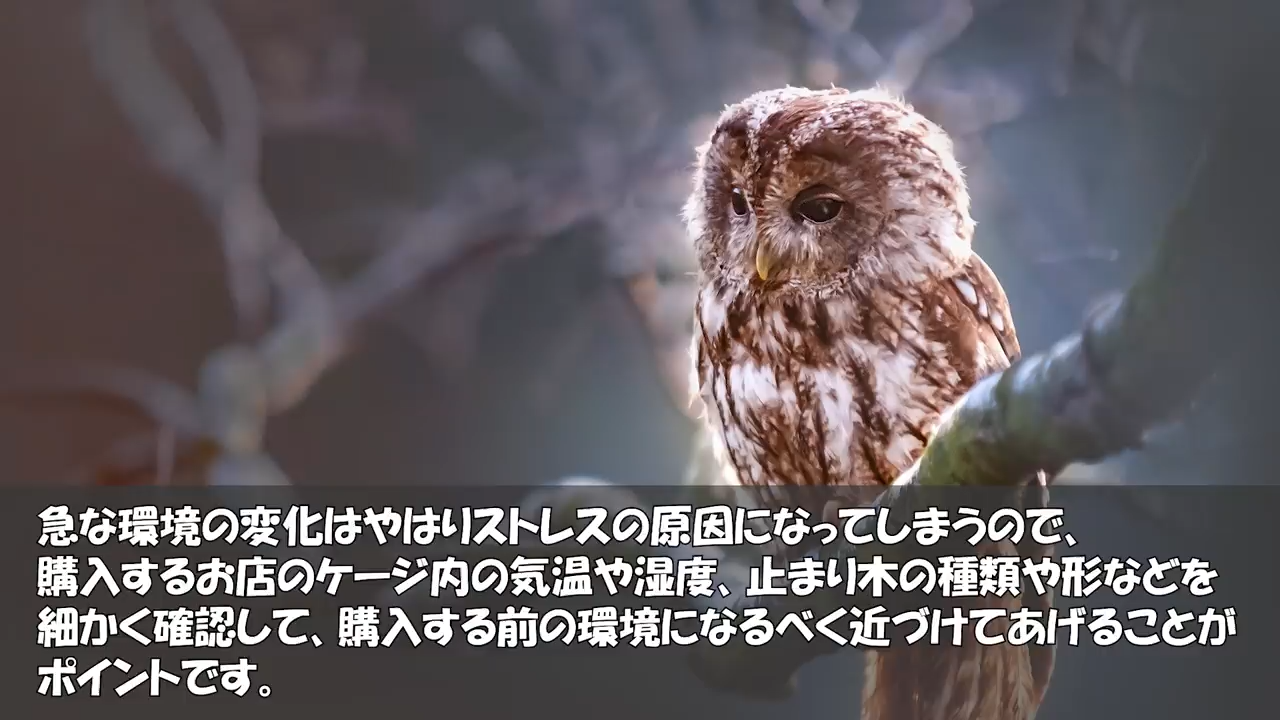 急な環境の変化はやはりストレスの原因になってしまうので、
購入するお店のケージ内の気温や湿度、止まり木の種類や形などを
細かく確認して、購入する前の環境になるべく近づけてあげることが
ポイントです。